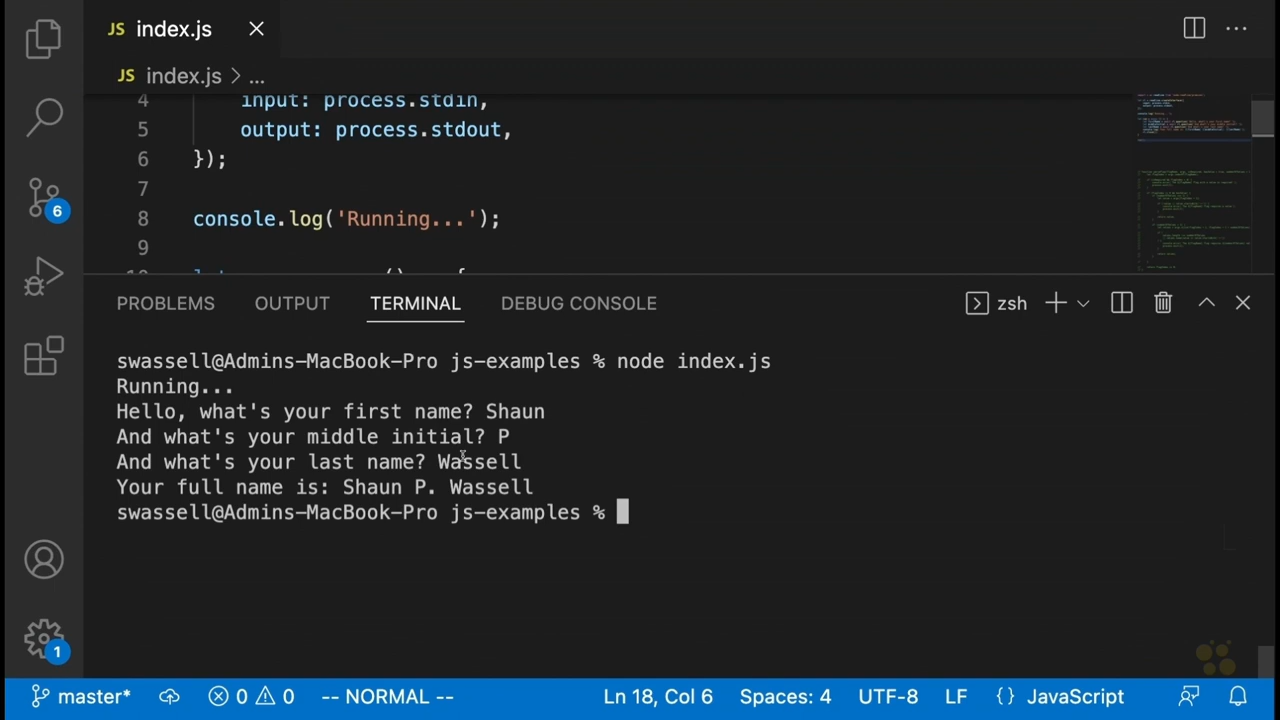 JS index.js
JS index.js > ...
4 input: process.stdin,
5 output: process.stdout,
6 });
7
8 console.log('Running...');
9
PROBLEMS OUTPUT TERMINAL DEBUG CONSOLE zsh
swassell@Admins-MacBook-Pro js-examples % node index.js
Running...
Hello, what's your first name? Shaun
And what's your middle initial? P
And what's your last name? Wassell
Your full name is: Shaun P. Wassell
swassell@Admins-MacBook-Pro js-examples %
6
1
master* 0 0 -- NORMAL -- Ln 18, Col 6 Spaces: 4 UTF-8 LF {} JavaScript